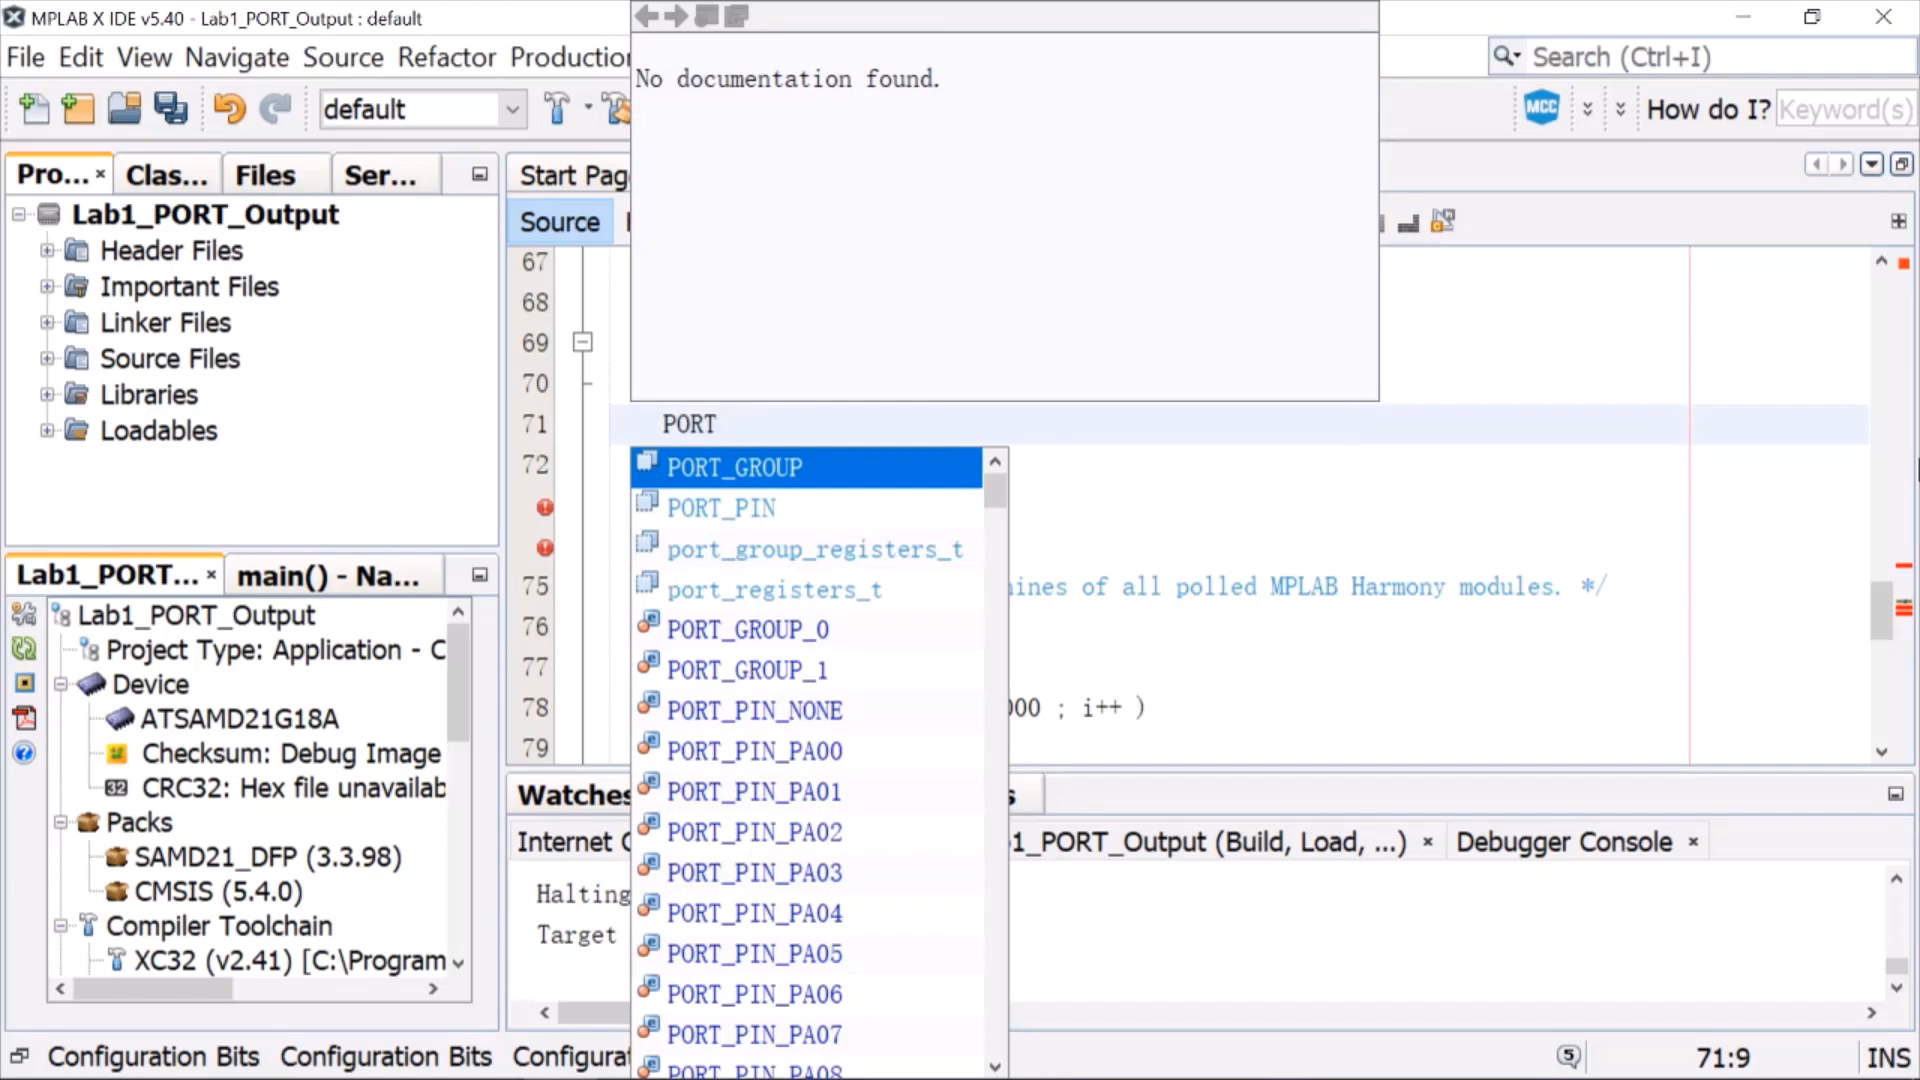 MPLAB X IDE v5.40 - Lab1_PORT_Output : default
File Edit View Navigate Source Refactor Production
Search (Ctrl+I)
default
MCC
How do I? Keyword(s)
No documentation found.
Pro... × Clas... Files Ser...
Start Pag
Source
Lab1_PORT_Output
Header Files
Important Files
Linker Files
Source Files
Libraries
Loadables
67
68
69
70
71 PORT
72
75 ines of all polled MPLAB Harmony modules. */
76
77
78 000 ; i++ )
79
PORT_GROUP
PORT_PIN
port_group_registers_t
port_registers_t
PORT_GROUP_0
PORT_GROUP_1
PORT_PIN_NONE
PORT_PIN_PA00
PORT_PIN_PA01
PORT_PIN_PA02
PORT_PIN_PA03
PORT_PIN_PA04
PORT_PIN_PA05
PORT_PIN_PA06
PORT_PIN_PA07
PORT_PIN_PA08
Lab1_PORT... × main() - Na...
Lab1_PORT_Output
Project Type: Application - C
Device
ATSAMD21G18A
Checksum: Debug Image
CRC32: Hex file unavailab
Packs
SAMD21_DFP (3.3.98)
CMSIS (5.4.0)
Compiler Toolchain
XC32 (v2.41) [C:\Program
Watches s
Internet 1_PORT_Output (Build, Load, ...) × Debugger Console ×
Halting
Target
Configuration Bits Configuration Bits Configurat
5 71:9 INS